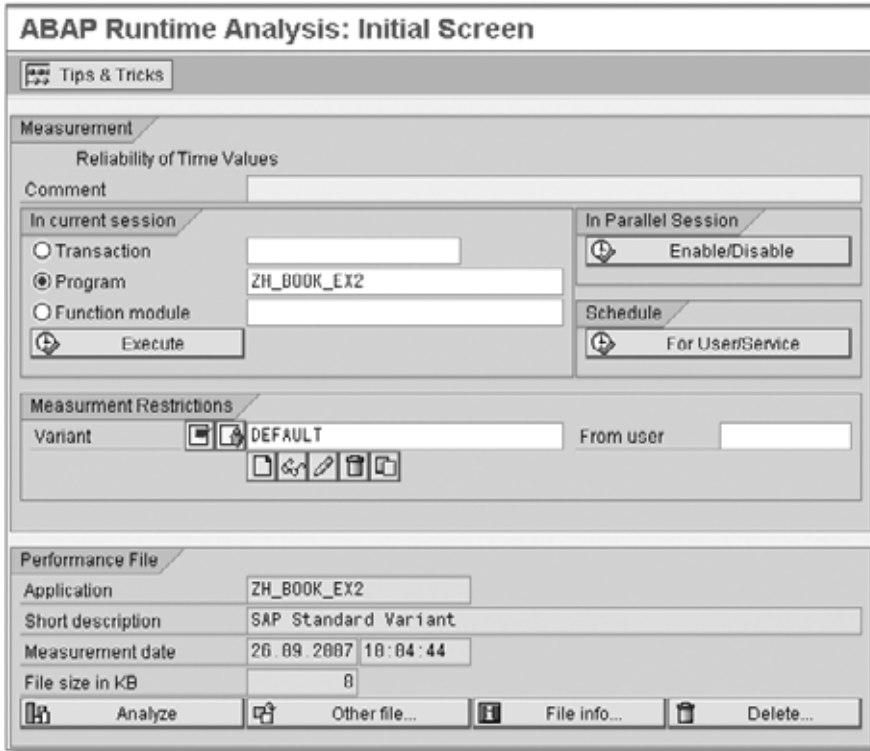 ABAP Runtime Analysis: Initial Screen
Tips & Tricks
Measurement
Reliability of Time Values
Comment
In current session
Transaction
Program ZH_BOOK_EX2
Function module
Execute
In Parallel Session
Enable/Disable
Schedule
For User/Service
Measurment Restrictions
Variant DEFAULT From user
Performance File
Application ZH_BOOK_EX2
Short description SAP Standard Variant
Measurement date 26.09.2007 10:04:44
File size in KB 8
Analyze Other file... File info... Delete...